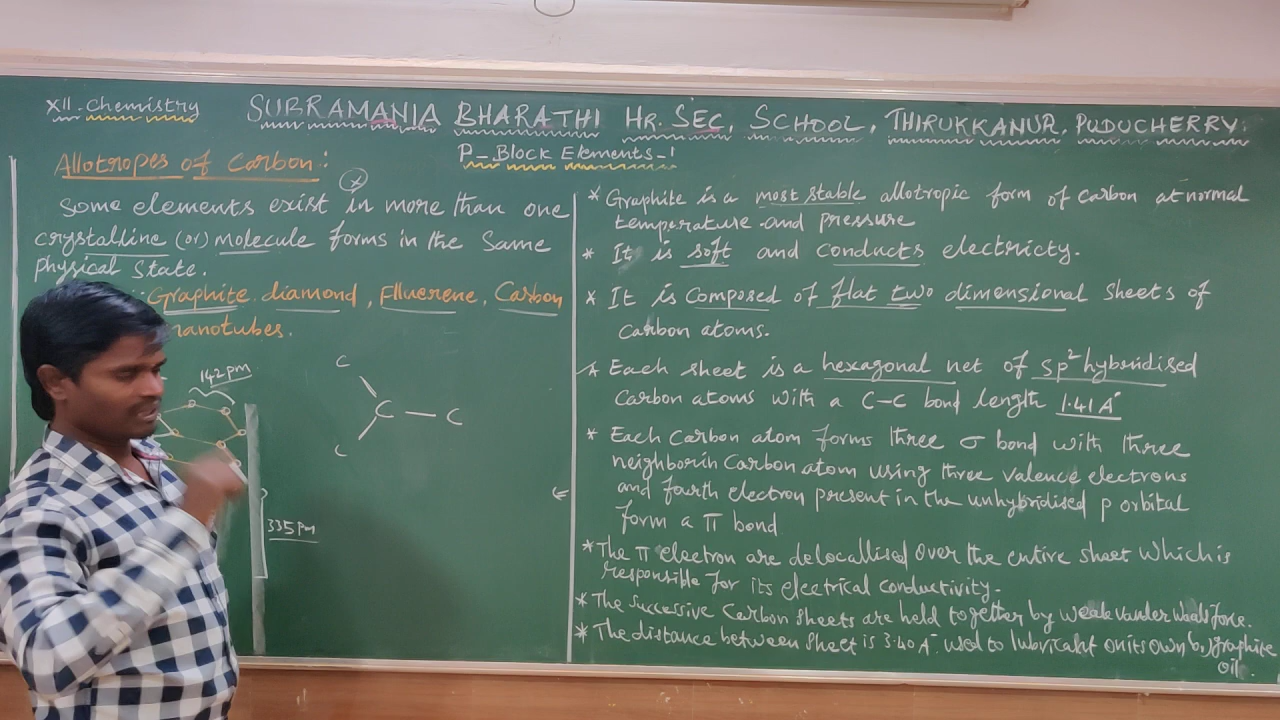 XII. Chemistry
SUBRAMANIA BHARATHI HR. SEC. SCHOOL, THIRUKKANUR, PUDUCHERRY.
P-Block Elements-1
Allotropes of Carbon:
Some elements exist in more than one
crystalline (or) molecule forms in the Same
physical State.
Graphite, diamond, Flluerene, Carbon
nanotubes.
142 pm
335 pm
C
C — C
C
* Graphite is a most stable allotropic form of carbon at normal
temperature and pressure
* It is soft and conducts electricty.
* It is composed of flat two dimensional sheets of
Carbon atoms.
* Each sheet is a hexagonal net of sp² hybridised
Carbon atoms with a C-C bond length 1.41 A°
* Each Carbon atom forms three σ bond with three
neighborin Carbon atom using three valence electrons
and fourth electron present in the unhybridised p orbital
form a π bond
* The π electron are delocallised over the entire sheet which is
responsible for its electrical conductivity.
* The successive Carbon sheets are held together by weak vander waals force.
* The distance between sheet is 3.40 A° used to lubricant on its own (or) graphite
oil.